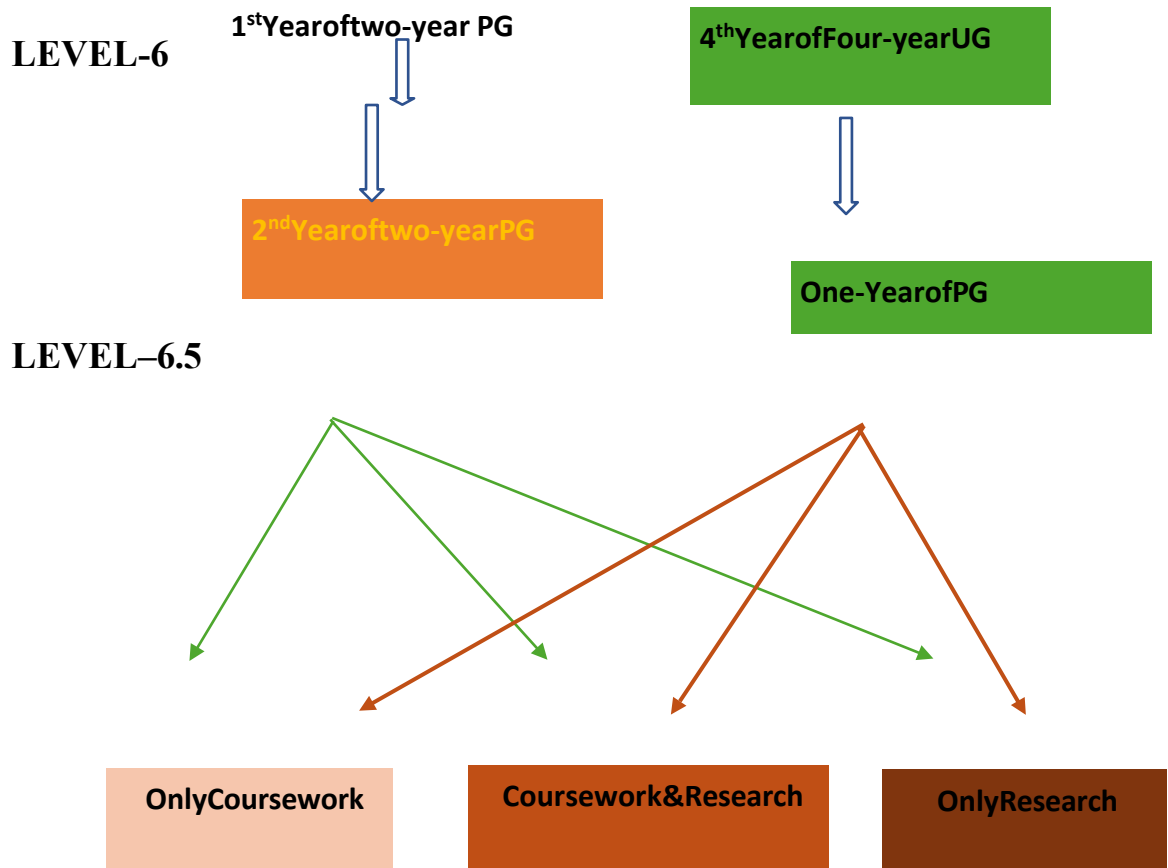 1stYearoftwo-year PG
4thYearofFour-yearUG
LEVEL-6
2ndYearoftwo-yearPG
One-YearofPG
LEVEL–6.5
OnlyCoursework
Coursework&Research
OnlyResearch